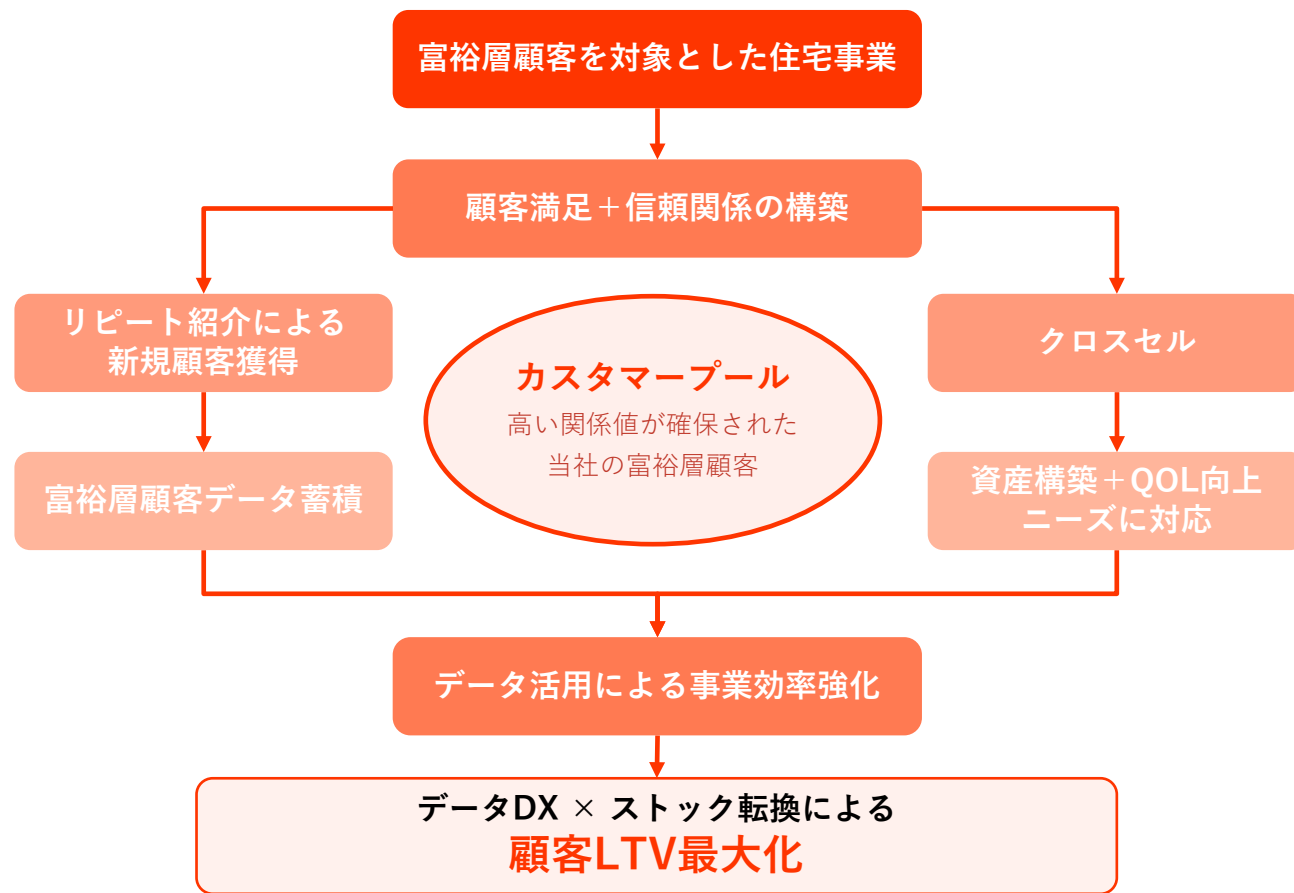 富裕層顧客を対象とした住宅事業
顧客満足＋信頼関係の構築
リピート紹介による
新規顧客獲得
富裕層顧客データ蓄積
カスタマープール
高い関係値が確保された
当社の富裕層顧客
クロスセル
資産構築＋QOL向上
ニーズに対応
データ活用による事業効率強化
データDX × ストック転換による
顧客LTV最大化